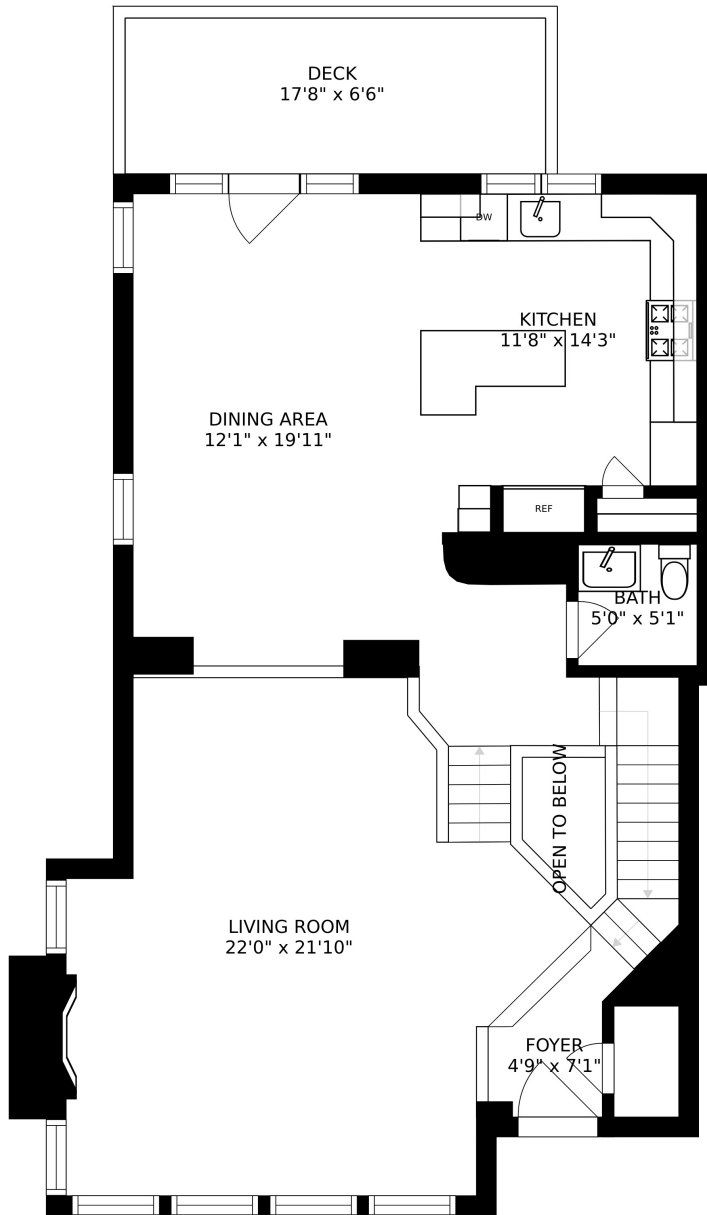 DECK
17'8" x 6'6"
DW
KITCHEN
11'8" x 14'3"
DINING AREA
12'1" x 19'11"
REF
BATH
5'0" x 5'1"
OPEN TO BELOW
LIVING ROOM
22'0" x 21'10"
FOYER
4'9" x 7'1"